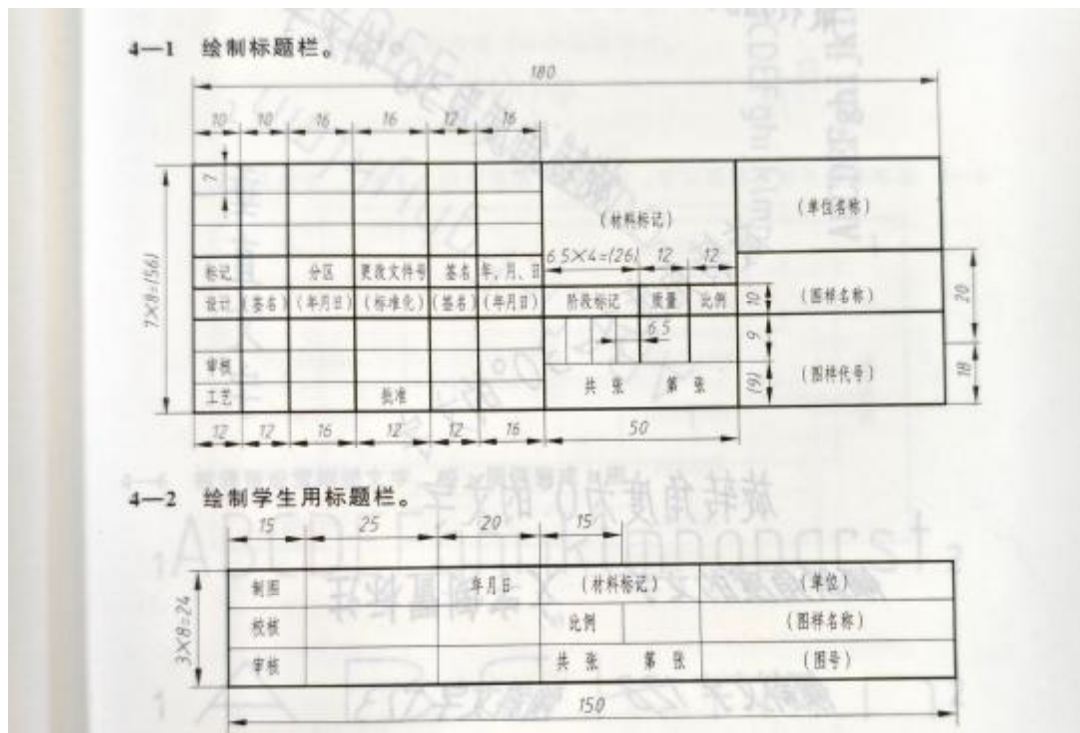 4—1 绘制标题栏。
180
10 10 16 16 12 16
7
(材料标记) (单位名称)
6.5×4=(26) 12 12
标记 分区 更改文件号 签名 年、月、日
7×8=(56)
设计 (签名) (年月日) (标准化) (签名) (年月日) 阶段标记 质量 比例 10 (图样名称) 20
6.5 9
审核 (图样代号) 18
共 张 第 张 (9)
工艺 批准
12 12 16 12 12 16 50
4—2 绘制学生用标题栏。
15 25 20 15
制图 年月日 (材料标记) (单位)
3×8=24
校核 比例 (图样名称)
审核 共 张 第 张 (图号)
150